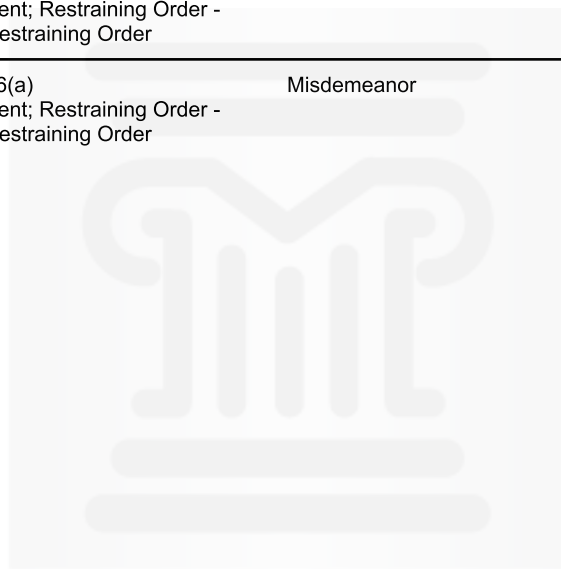 ent; Restraining Order -
estraining Order
6(a) Misdemeanor
ent; Restraining Order -
estraining Order